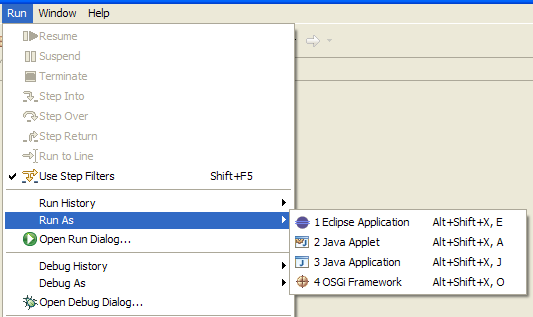 Run Window Help
Resume
Suspend
Terminate
Step Into
Step Over
Step Return
Run to Line
Use Step Filters Shift+F5
Run History
Run As
Open Run Dialog...
Debug History
Debug As
Open Debug Dialog...
1 Eclipse Application Alt+Shift+X, E
2 Java Applet Alt+Shift+X, A
3 Java Application Alt+Shift+X, J
4 OSGi Framework Alt+Shift+X, O